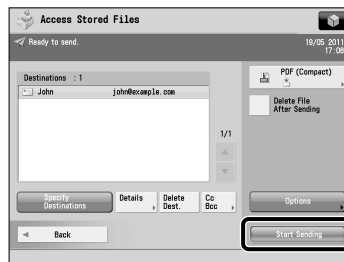 Access Stored Files
Ready to send.
19/05 2011
17:08
Destinations : 1
John john@example.com
1/1
PDF (Compact)
Delete File
After Sending
Specify
Destinations
Details
Delete
Dest.
Cc
Bcc
Options
Back
Start Sending